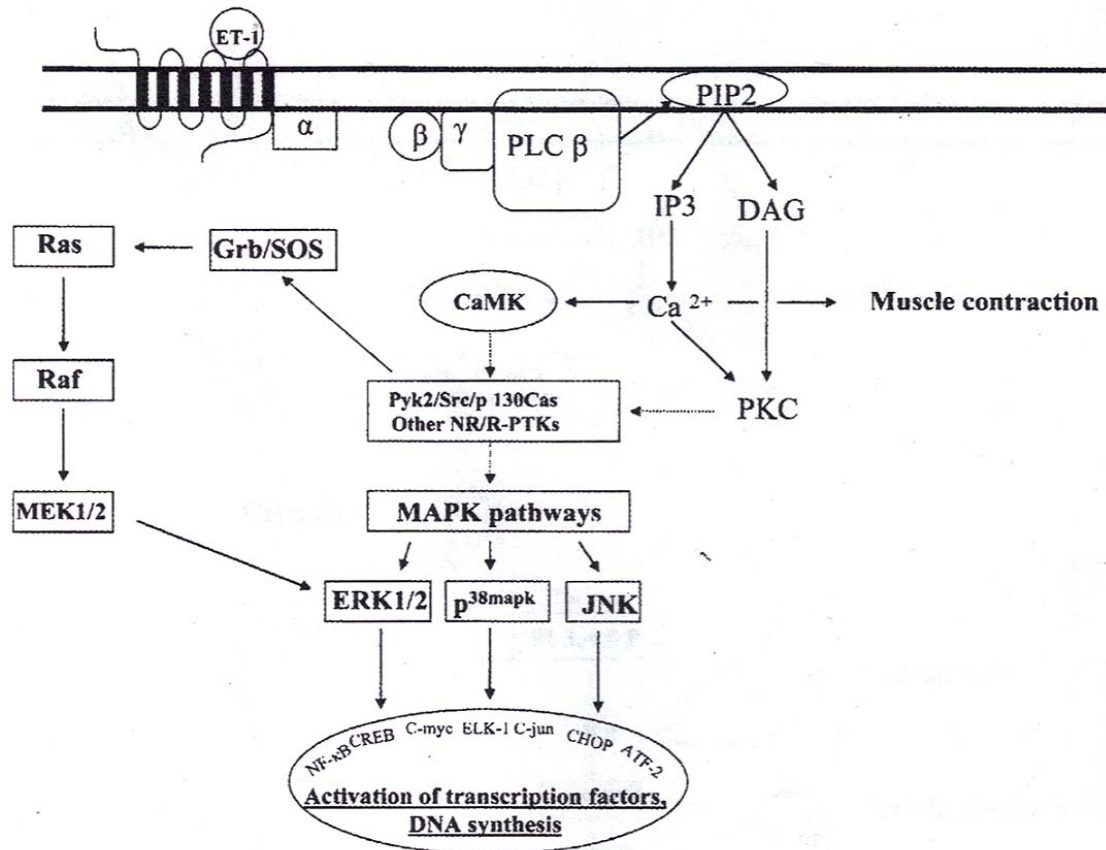 ET-1
α
β
γ
PLC β
PIP2
IP3
DAG
Ras
Grb/SOS
CaMK
Ca 2+
Muscle contraction
Raf
Pyk2/Src/p 130Cas
Other NR/R-PTKs
PKC
MEK1/2
MAPK pathways
ERK1/2
p38mapk
JNK
NF-κB CREB C-myc ELK-1 C-jun CHOP ATF-2
Activation of transcription factors,
DNA synthesis